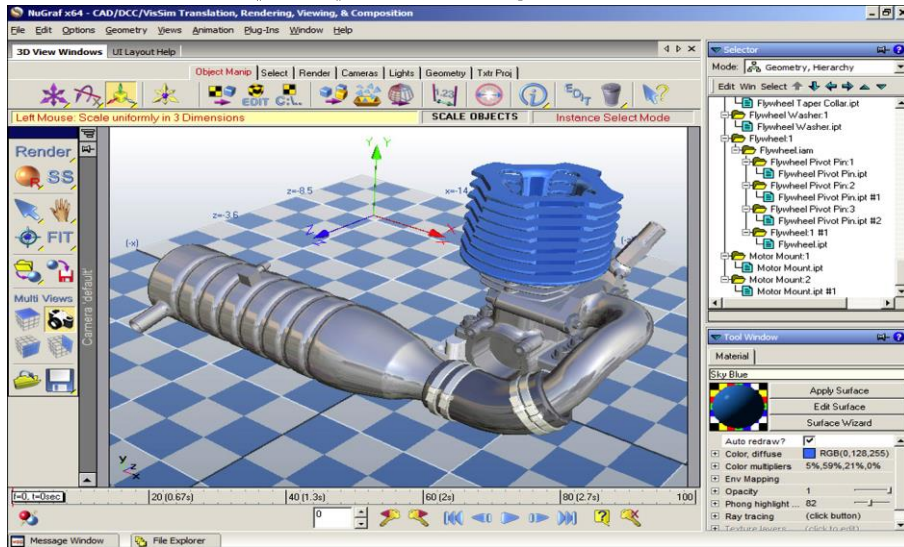 NuGraf x64 - CAD/DCC/VisSim Translation, Rendering, Viewing, & Composition
File Edit Options Geometry Views Animation Plug-Ins Window Help
3D View Windows UI Layout Help
Object Manip Select Render Cameras Lights Geometry Txtr Proj
EDIT C:\... 1.23 EDIT
Left Mouse: Scale uniformly in 3 Dimensions SCALE OBJECTS Instance Select Mode
Render
R SS
FIT
Multi Views
Camera 'default'
Y Y
z=-8.5 x=-14
z=-3.6
Z X
(-x)
y
z x
t=0, t=0sec 20 (0.67s) 40 (1.3s) 60 (2s) 80 (2.7s) 100
0
Message Window File Explorer
Selector
Mode: Geometry, Hierarchy
Edit Win Select
Flywheel Taper Collar.ipt
Flywheel Washer:1
Flywheel Washer.ipt
Flywheel:1
Flywheel.iam
Flywheel Pivot Pin:1
Flywheel Pivot Pin.ipt
Flywheel Pivot Pin:2
Flywheel Pivot Pin.ipt #1
Flywheel Pivot Pin:3
Flywheel Pivot Pin.ipt #2
Flywheel:1 #1
Flywheel.ipt
Motor Mount:1
Motor Mount.ipt
Motor Mount:2
Motor Mount.ipt #1
Tool Window
Material
Sky Blue
Apply Surface
Edit Surface
Surface Wizard
Auto redraw?
Color, diffuse RGB(0,128,255)
Color multipliers 5%,59%,21%,0%
Env Mapping
Opacity 1
Phong highlight ... 82
Ray tracing (click button)
Texture layers (click to edit)